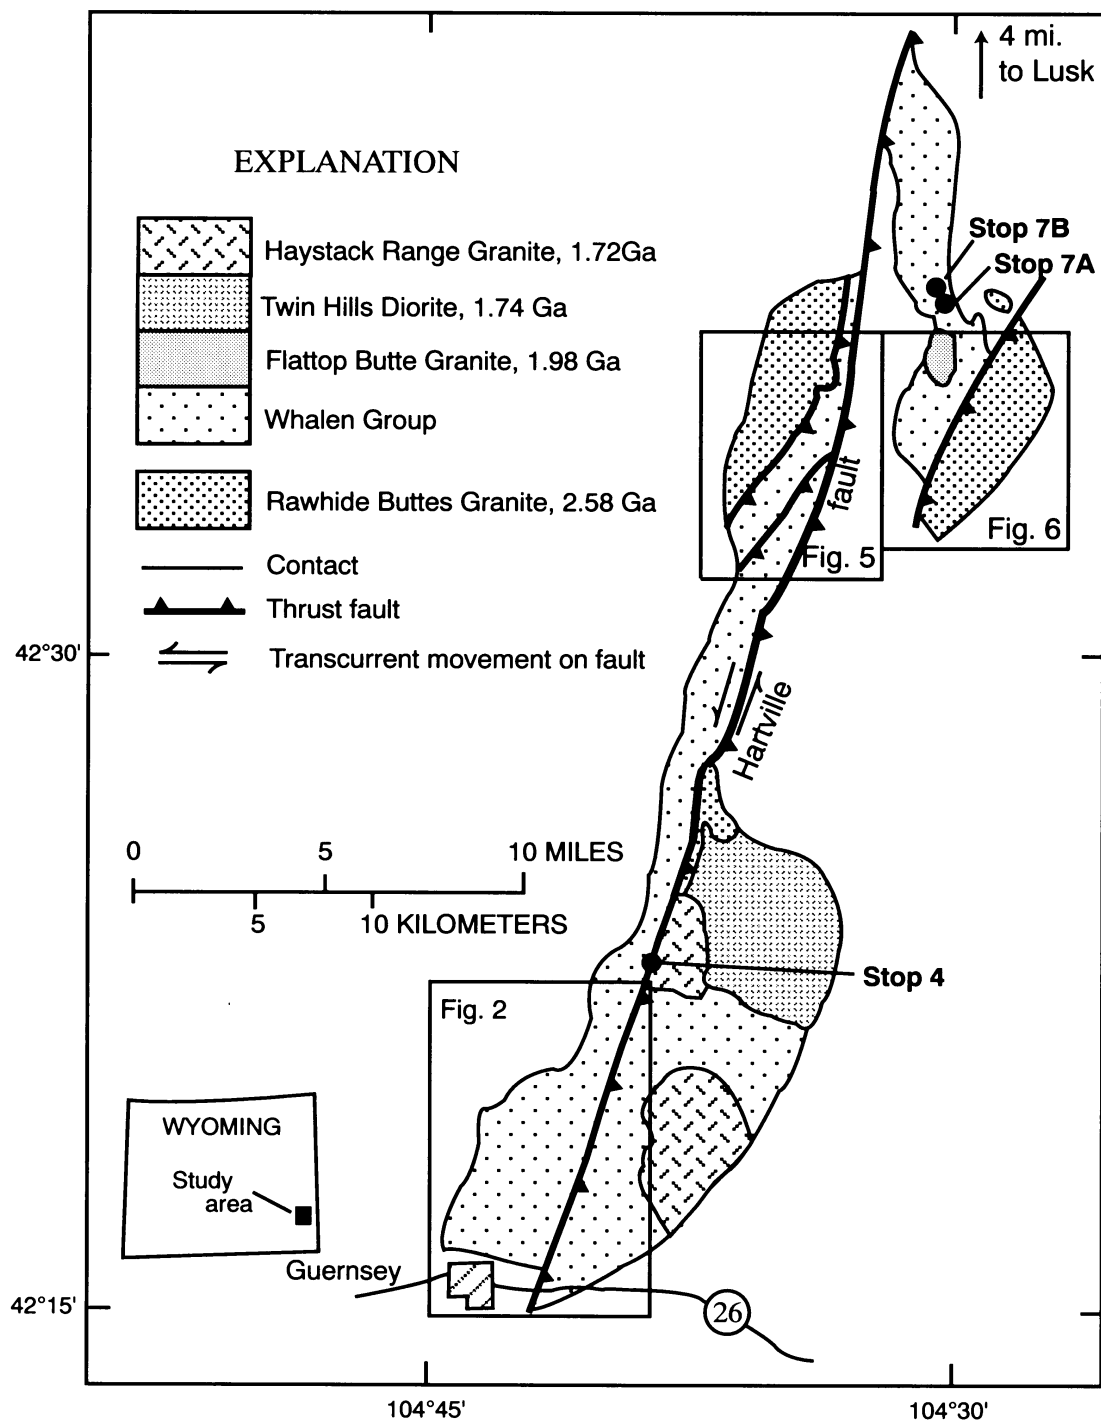 4 mi.
to Lusk
EXPLANATION
Haystack Range Granite, 1.72Ga
Twin Hills Diorite, 1.74 Ga
Flattop Butte Granite, 1.98 Ga
Whalen Group
Rawhide Buttes Granite, 2.58 Ga
Contact
Thrust fault
Transcurrent movement on fault
Stop 7B
Stop 7A
fault
Fig. 5
Fig. 6
42°30'
Hartville
0 5 10 MILES
5 10 KILOMETERS
Stop 4
Fig. 2
WYOMING
Study
area
Guernsey
26
42°15'
104°45'
104°30'